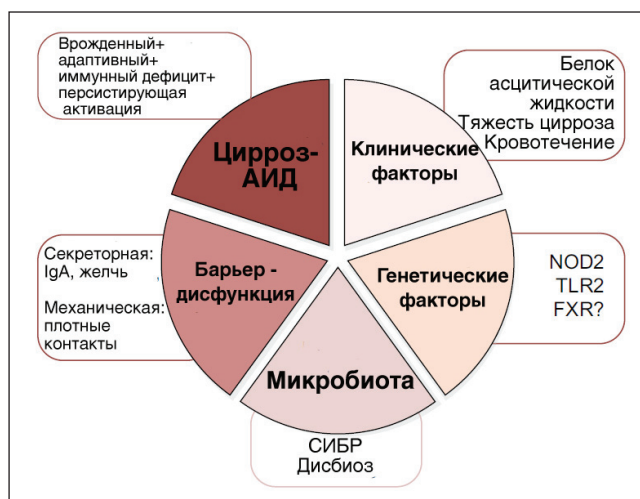 Врожденный+
адаптивный+
иммунный дефицит+
персистирующая
активация
Цирроз-
АИД
Клинические
факторы
Белок
асцитической
жидкости
Тяжесть цирроза
Кровотечение
Секреторная:
IgA, желчь
Механическая:
плотные
контакты
Барьер -
дисфункция
Генетические
факторы
NOD2
TLR2
FXR?
Микробиота
СИБР
Дисбиоз